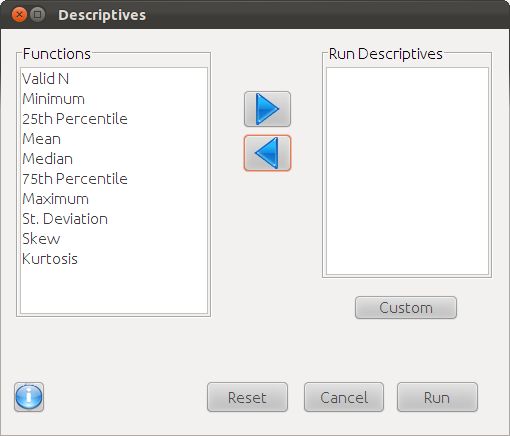 Descriptives
Functions
Valid N
Minimum
25th Percentile
Mean
Median
75th Percentile
Maximum
St. Deviation
Skew
Kurtosis
Run Descriptives
Custom
Reset
Cancel
Run